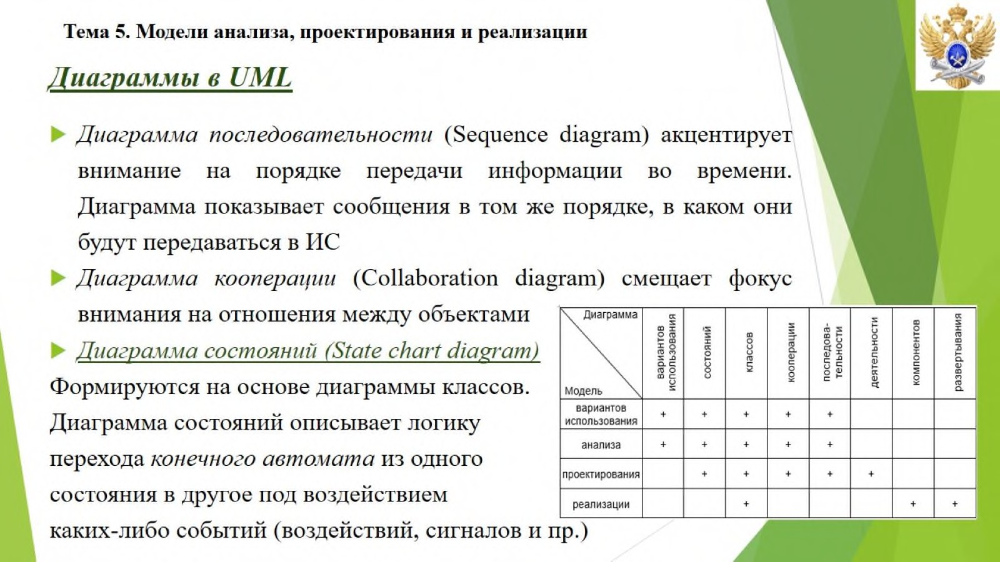 Тема 5. Модели анализа, проектирования и реализации
Диаграммы в UML
Диаграмма последовательности (Sequence diagram) акцентирует
внимание на порядке передачи информации во времени.
Диаграмма показывает сообщения в том же порядке, в каком они
будут передаваться в ИС
Диаграмма кооперации (Collaboration diagram) смещает фокус
внимания на отношения между объектами
Диаграмма состояний (State chart diagram)
Формируются на основе диаграммы классов.
Диаграмма состояний описывает логику
перехода конечного автомата из одного
состояния в другое под воздействием
каких-либо событий (воздействий, сигналов и пр.)
Диаграмма
Модель
вариантов
использования
состояний
классов
кооперации
последова-
тельности
деятельности
компонентов
развертывания
вариантов
использования
+ + + + +
анализа + + + + +
проектирования + + + + +
реализации + + +